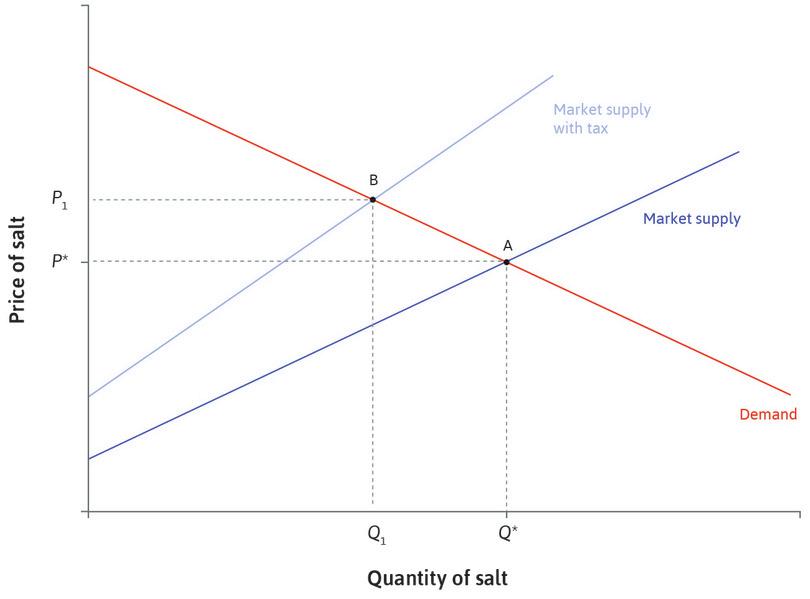 Market supply
with tax
B
P1
Market supply
A
P*
Price of salt
Demand
Q1
Q*
Quantity of salt